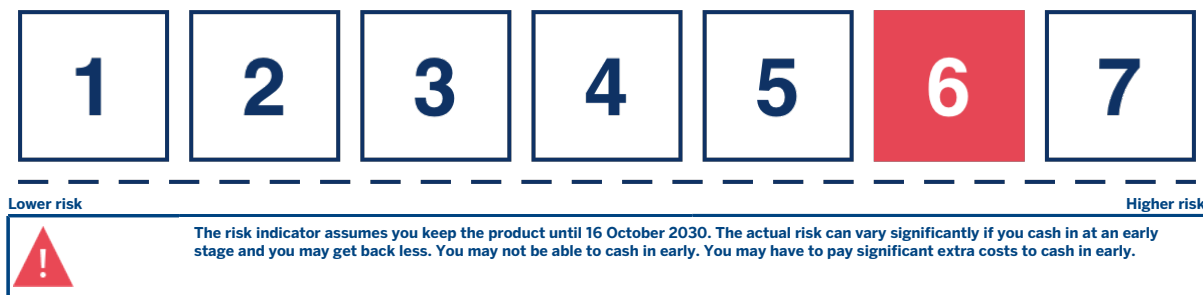 1 2 3 4 5 6 7
Lower risk Higher risk
!
The risk indicator assumes you keep the product until 16 October 2030. The actual risk can vary significantly if you cash in at an early
stage and you may get back less. You may not be able to cash in early. You may have to pay significant extra costs to cash in early.